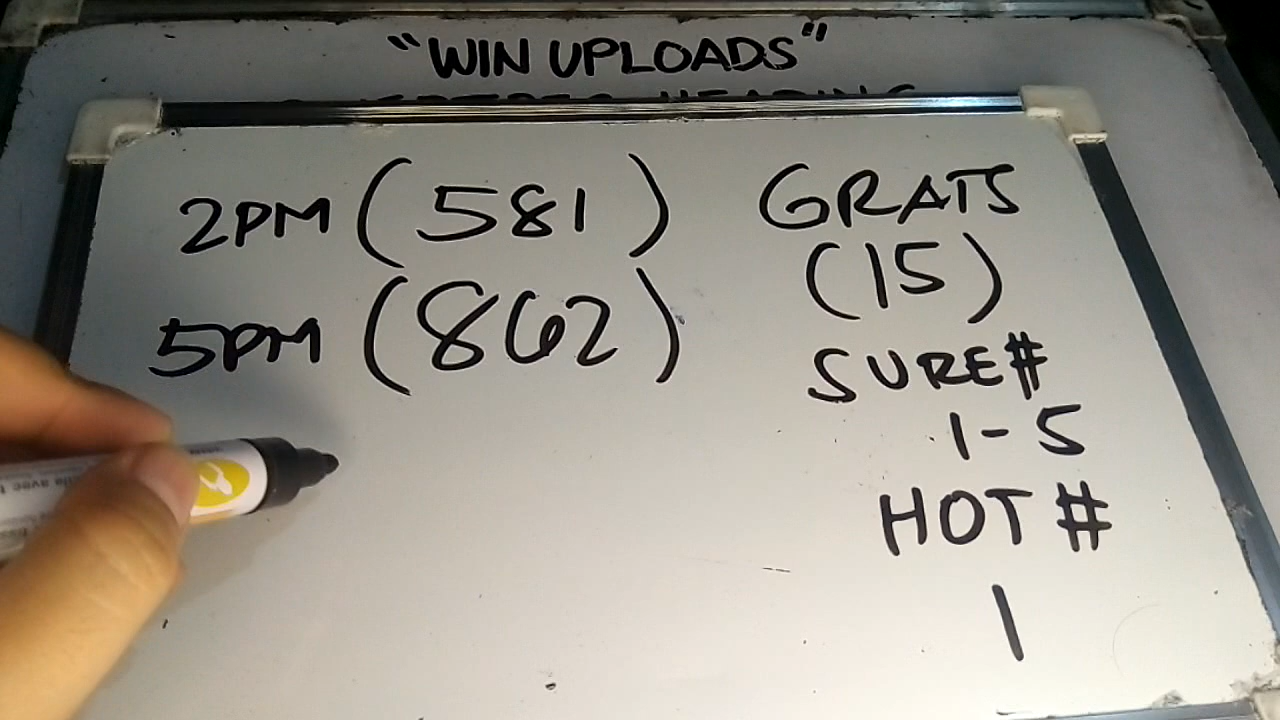 “WIN UPLOADS”
2PM (581)
5PM (862)
GRATS
(15)
SURE#
1-5
HOT #
1